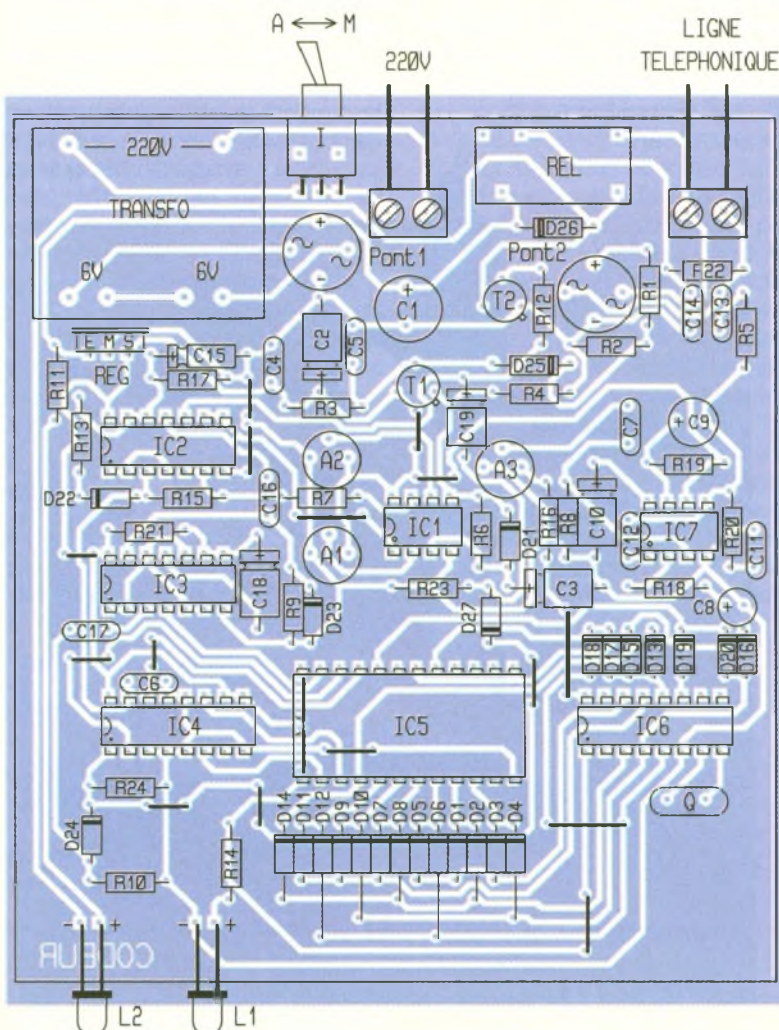 A ↔ M
LIGNE
TELEPHONIQUE
220V
220V
I
REL
TRANSFO
D26
6V 6V
Pont1
Pont2
C1
T2
R12
R1
F22
C14
C13
R5
C2
C5
C4
R2
TE M S
REG
C15
R17
R11
R13
D25
R4
T1
R3
C19
C7
C9
IC2
A2
A3
R19
D22
R15
C16
R7
R21
A1
IC1
R6
D21
R16
R8
C10
C12
IC7
R20
C11
IC3
C18
R9
D23
R23
D27
C3
R18
C8
C17
D18
D17
D15
D13
D19
D20
D16
C6
IC4
IC5
IC6
R24
D14
D11
D12
D9
D10
D7
D8
D5
D6
D1
D2
D3
D4
Q
D24
R14
R10
- +
- +
CODEUR
L2
L1